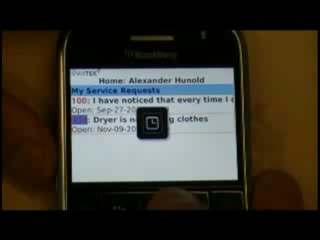 BlackBerry
Home: Alexander Hunold
My Service Requests
100: I have noticed that every time I
Open: Sep-27-20
Dryer is no clothes
Open: Nov-09-20